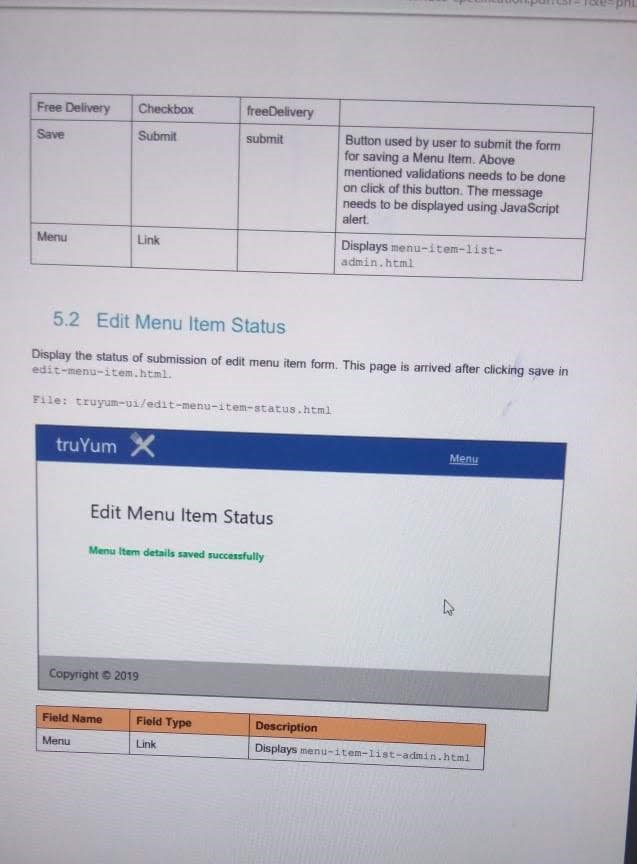 Free Delivery Checkbox freeDelivery
Save Submit submit Button used by user to submit the form
for saving a Menu Item. Above
mentioned validations needs to be done
on click of this button. The message
needs to be displayed using JavaScript
alert.
Menu Link Displays menu-item-list-
admin.html
5.2 Edit Menu Item Status
Display the status of submission of edit menu item form. This page is arrived after clicking save in
edit-menu-item.html.
File: truyum-ui/edit-menu-item-status.html
truYum Menu
Edit Menu Item Status
Menu Item details saved successfully
Copyright © 2019
Field Name Field Type Description
Menu Link Displays menu-item-list-admin.html